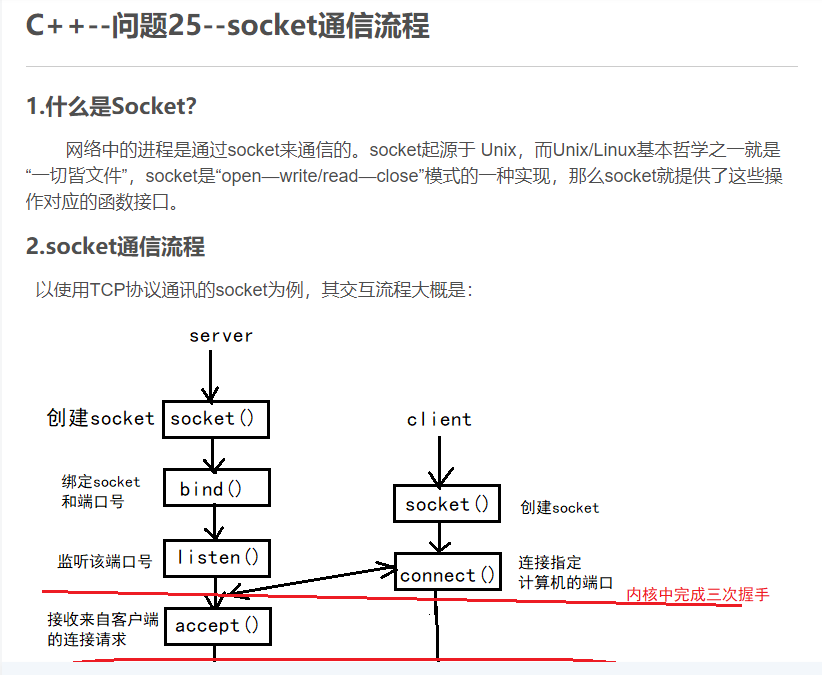 C++--问题25--socket通信流程
1.什么是Socket?
网络中的进程是通过socket来通信的。socket起源于 Unix，而Unix/Linux基本哲学之一就是
“一切皆文件”，socket是“open—write/read—close”模式的一种实现，那么socket就提供了这些操
作对应的函数接口。
2.socket通信流程
以使用TCP协议通讯的socket为例，其交互流程大概是：
server
创建socket
socket()
client
绑定socket
和端口号
bind()
socket()
创建socket
监听该端口号
listen()
connect()
连接指定
计算机的端口
内核中完成三次握手
接收来自客户端
的连接请求
accept()